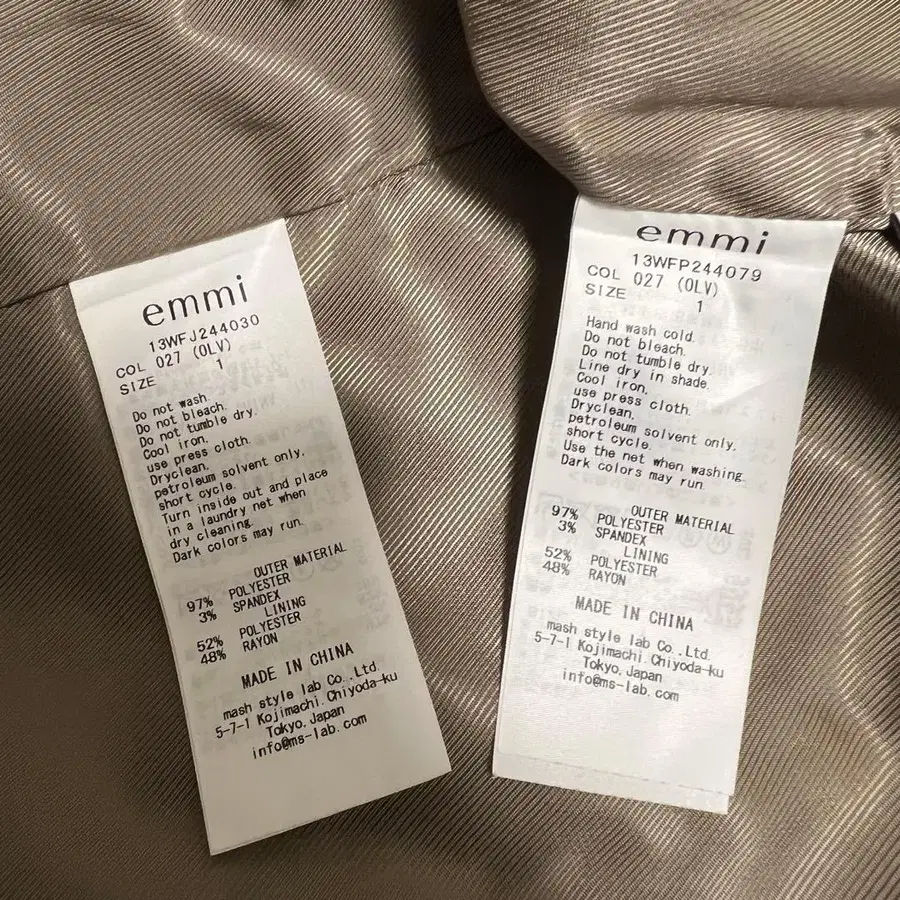 emmi
13WFJ244030
COL 027 (OLV)
SIZE 1
Do not wash.
Do not bleach.
Do not tumble dry.
Cool iron.
use press cloth.
Dryclean.
petroleum solvent only.
short cycle.
Turn inside out and place
in a laundry net when
dry cleaning.
Dark colors may run.
OUTER MATERIAL
97% POLYESTER
3% SPANDEX
LINING
52% POLYESTER
48% RAYON
MADE IN CHINA
mash style lab Co.,Ltd.
5-7-1 Kojimachi Chiyoda-ku
Tokyo, Japan
info@ms-lab.com
emmi
13WFP244079
COL 027 (OLV)
SIZE 1
Hand wash cold.
Do not bleach.
Do not tumble dry.
Line dry in shade.
Cool iron.
use press cloth.
Dryclean.
petroleum solvent only.
short cycle.
Use the net when washing.
Dark colors may run.
OUTER MATERIAL
97% POLYESTER
3% SPANDEX
LINING
52% POLYESTER
48% RAYON
MADE IN CHINA
mash style lab Co.,Ltd.
5-7-1 Kojimachi Chiyoda-ku
Tokyo, Japan
info@ms-lab.com